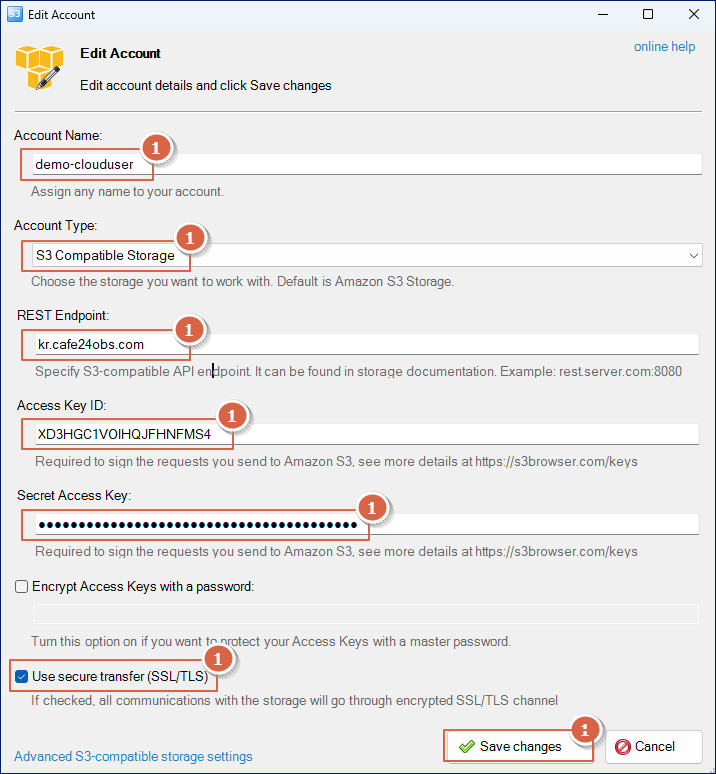 S3 Edit Account
Edit Account
online help
Edit account details and click Save changes
Account Name:
1
demo-clouduser
Assign any name to your account.
Account Type:
1
S3 Compatible Storage
Choose the storage you want to work with. Default is Amazon S3 Storage.
REST Endpoint:
1
kr.cafe24obs.com
Specify S3-compatible API endpoint. It can be found in storage documentation. Example: rest.server.com:8080
Access Key ID:
1
XD3HGC1VOIHQJFHNFMS4
Required to sign the requests you send to Amazon S3, see more details at https://s3browser.com/keys
Secret Access Key:
1
●●●●●●●●●●●●●●●●●●●●●●●●●●●●●●●●●●●●●●●●
Required to sign the requests you send to Amazon S3, see more details at https://s3browser.com/keys
Encrypt Access Keys with a password:
Turn this option on if you want to protect your Access Keys with a master password.
1
Use secure transfer (SSL/TLS)
If checked, all communications with the storage will go through encrypted SSL/TLS channel
1
Save changes
Cancel
Advanced S3-compatible storage settings